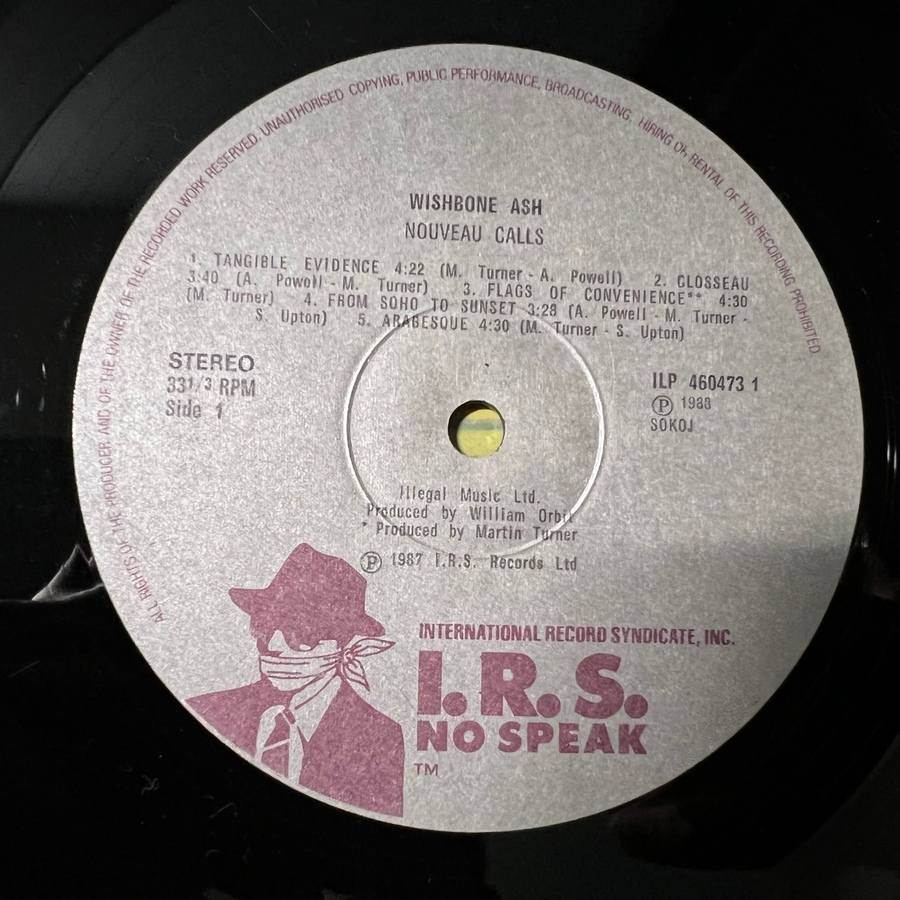 ALL RIGHTS OF THE PRODUCER AND OF THE OWNER OF THE RECORDED WORK RESERVED. UNAUTHORISED COPYING, PUBLIC PERFORMANCE, BROADCASTING, HIRING OR RENTAL OF THIS RECORDING PROHIBITED
WISHBONE ASH
NOUVEAU CALLS
1. TANGIBLE EVIDENCE 4:22 (M. Turner - A. Powell) 2. CLOSSEAU
3:40 (A. Powell - M. Turner) 3. FLAGS OF CONVENIENCE** 4:30
(M. Turner) 4. FROM SOHO TO SUNSET 3:28 (A. Powell - M. Turner -
S. Upton) 5. ARABESQUE 4:30 (M. Turner - S. Upton)
STEREO
33 1/3 RPM
Side 1
ILP 460473 1
Ⓟ 1988
SOKOJ
Illegal Music Ltd.
Produced by William Orbit
* Produced by Martin Turner
Ⓟ 1987 I.R.S. Records Ltd
INTERNATIONAL RECORD SYNDICATE, INC.
I.R.S.
NO SPEAK
TM